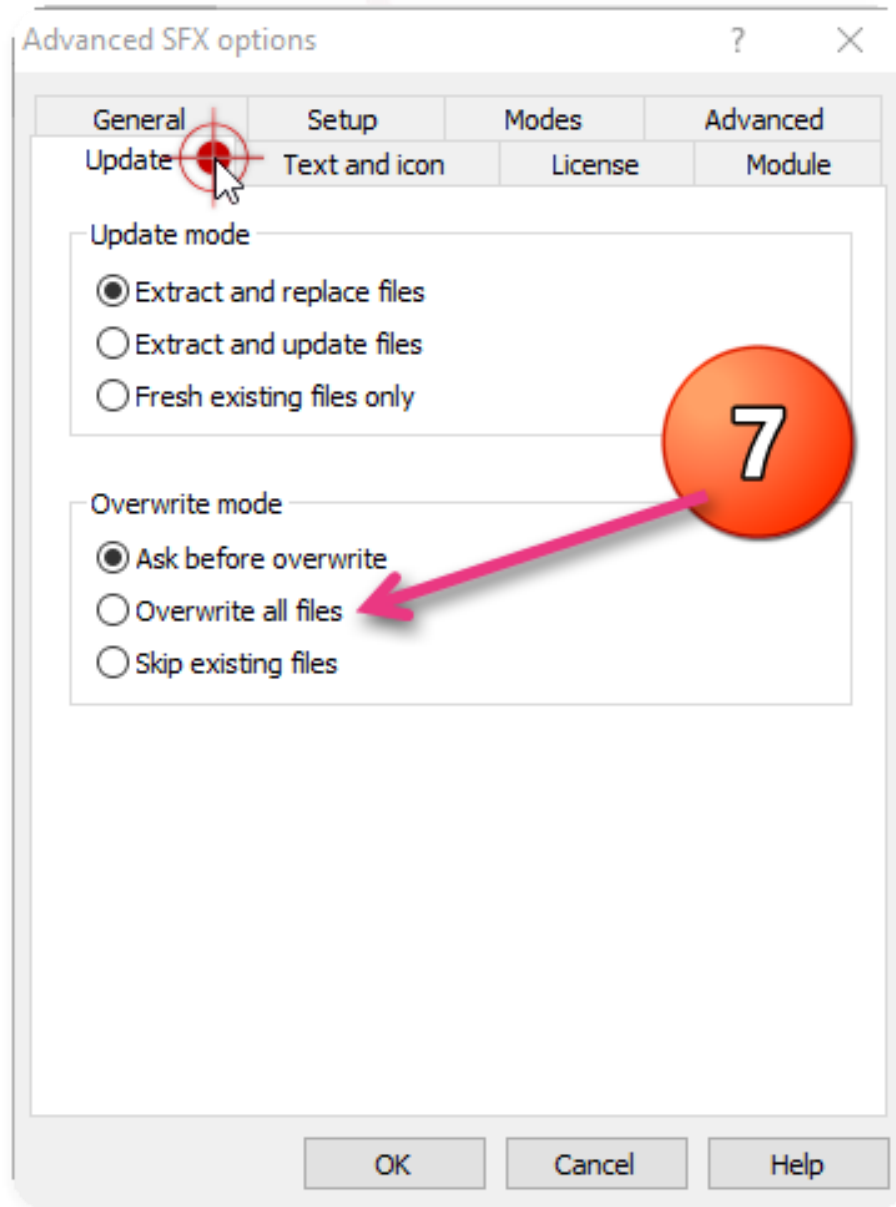 Advanced SFX options
?
General Setup Modes Advanced
Update Text and icon License Module
Update mode
Extract and replace files
Extract and update files
Fresh existing files only
7
Overwrite mode
Ask before overwrite
Overwrite all files
Skip existing files
OK Cancel Help